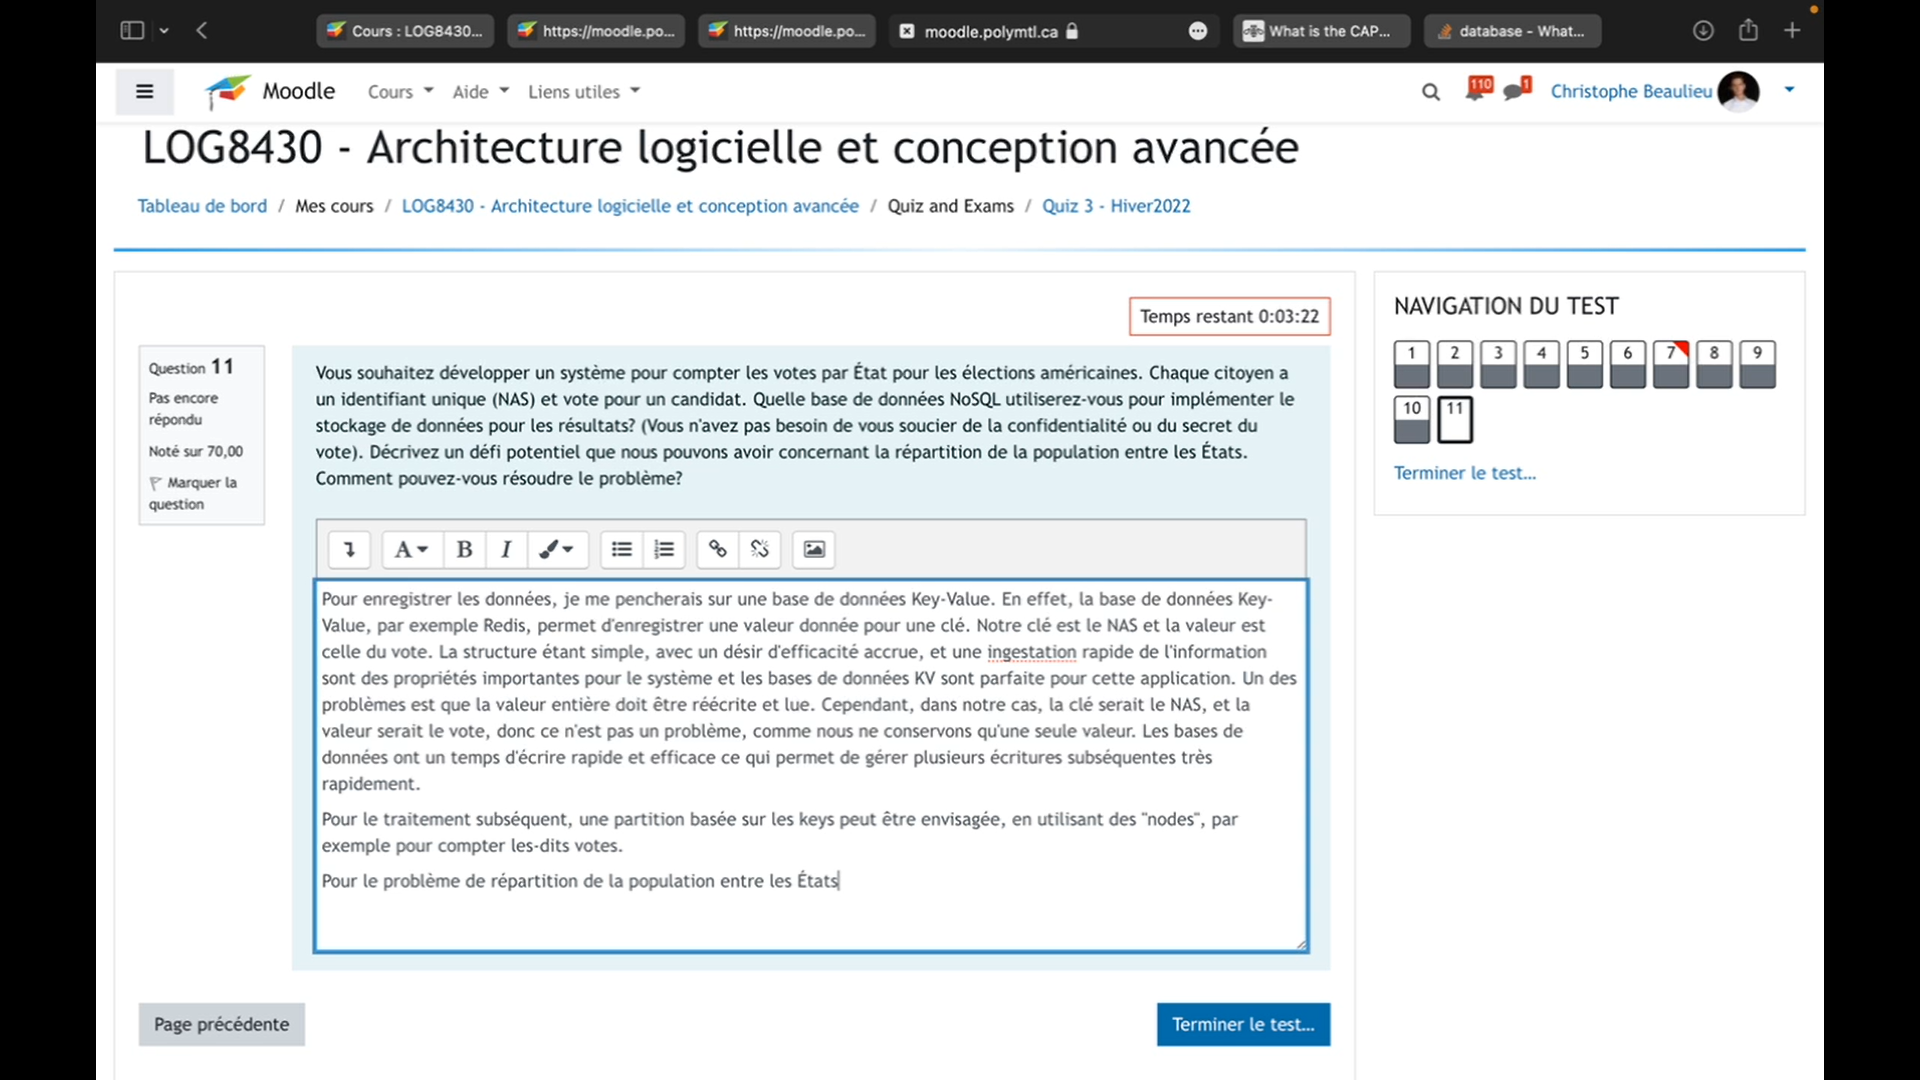 Cours : LOG8430...
https://moodle.po...
https://moodle.po...
moodle.polymtl.ca
What is the CAP...
database - What...
Moodle
Cours
Aide
Liens utiles
110
1
Christophe Beaulieu
LOG8430 - Architecture logicielle et conception avancée
Tableau de bord / Mes cours / LOG8430 - Architecture logicielle et conception avancée / Quiz and Exams / Quiz 3 - Hiver2022
Temps restant 0:03:22
Question 11
Pas encore
répondu
Noté sur 70,00
Marquer la
question
Vous souhaitez développer un système pour compter les votes par État pour les élections américaines. Chaque citoyen a
un identifiant unique (NAS) et vote pour un candidat. Quelle base de données NoSQL utiliserez-vous pour implémenter le
stockage de données pour les résultats? (Vous n'avez pas besoin de vous soucier de la confidentialité ou du secret du
vote). Décrivez un défi potentiel que nous pouvons avoir concernant la répartition de la population entre les États.
Comment pouvez-vous résoudre le problème?
A
B
I
Pour enregistrer les données, je me pencherais sur une base de données Key-Value. En effet, la base de données Key-
Value, par exemple Redis, permet d'enregistrer une valeur donnée pour une clé. Notre clé est le NAS et la valeur est
celle du vote. La structure étant simple, avec un désir d'efficacité accrue, et une ingestation rapide de l'information
sont des propriétés importantes pour le système et les bases de données KV sont parfaite pour cette application. Un des
problèmes est que la valeur entière doit être réécrite et lue. Cependant, dans notre cas, la clé serait le NAS, et la
valeur serait le vote, donc ce n'est pas un problème, comme nous ne conservons qu'une seule valeur. Les bases de
données ont un temps d'écrire rapide et efficace ce qui permet de gérer plusieurs écritures subséquentes très
rapidement.
Pour le traitement subséquent, une partition basée sur les keys peut être envisagée, en utilisant des "nodes", par
exemple pour compter les-dits votes.
Pour le problème de répartition de la population entre les États
Page précédente
Terminer le test...
NAVIGATION DU TEST
1 2 3 4 5 6 7 8 9
10 11
Terminer le test...